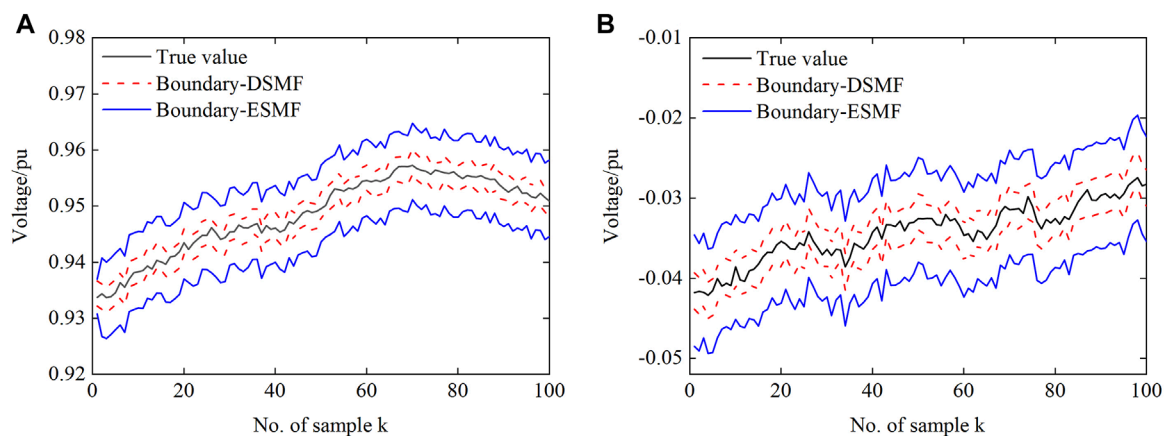 A
0.98
0.97
0.96
0.95
0.94
0.93
0.92
Voltage/pu
True value
Boundary-DSMF
Boundary-ESMF
0 20 40 60 80 100
No. of sample k
B
-0.01
-0.02
-0.03
-0.04
-0.05
Voltage/pu
True value
Boundary-DSMF
Boundary-ESMF
0 20 40 60 80 100
No. of sample k